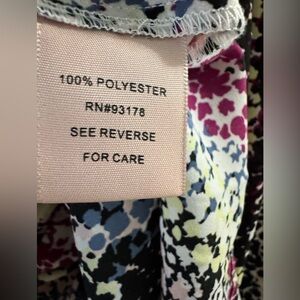 100% POLYESTER
RN#93178
SEE REVERSE
FOR CARE